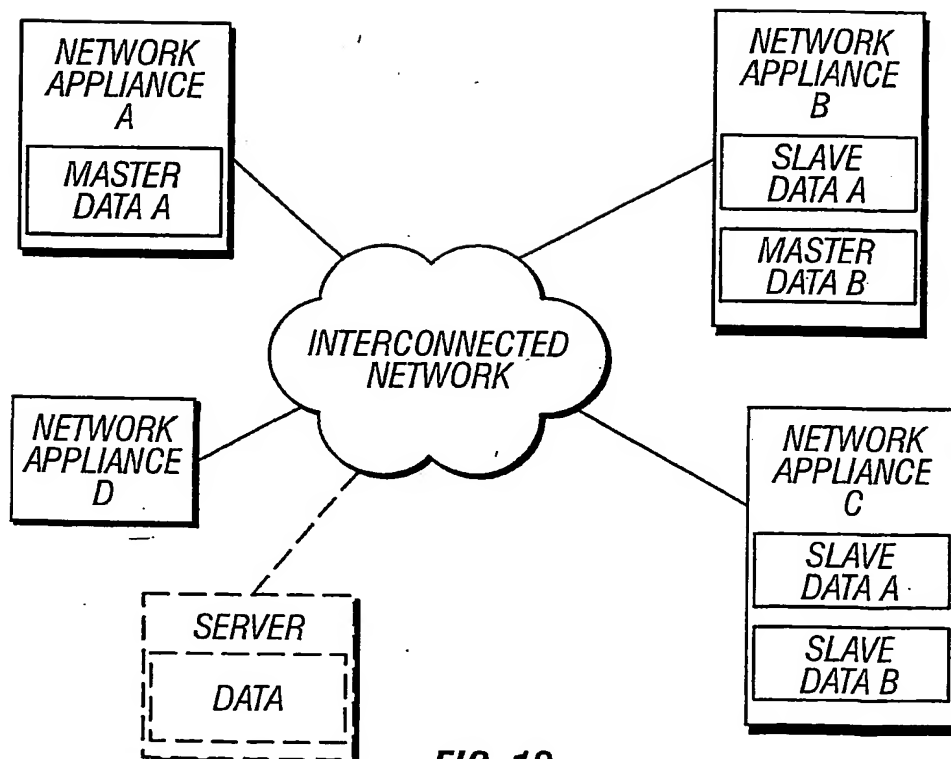 NETWORK
APPLIANCE
A
MASTER
DATA A
NETWORK
APPLIANCE
B
SLAVE
DATA A
MASTER
DATA B
INTERCONNECTED
NETWORK
NETWORK
APPLIANCE
D
NETWORK
APPLIANCE
C
SLAVE
DATA A
SLAVE
DATA B
SERVER
DATA